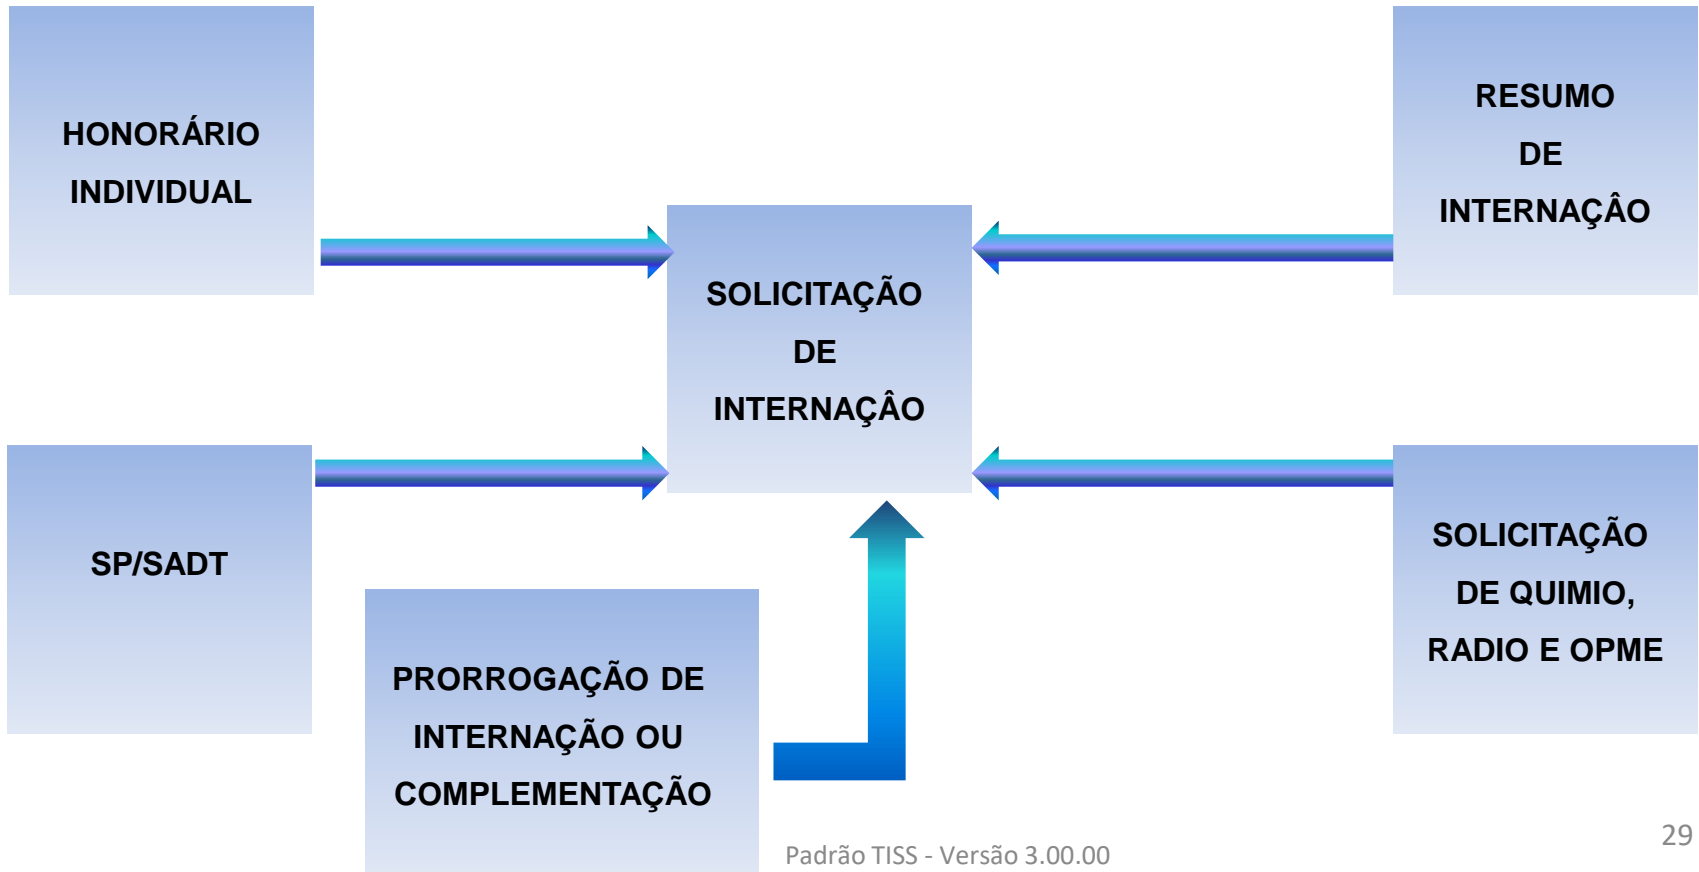 HONORÁRIO
INDIVIDUAL
RESUMO
DE
INTERNAÇÂO
SOLICITAÇÃO
DE
INTERNAÇÂO
SP/SADT
SOLICITAÇÃO
DE QUIMIO,
RADIO E OPME
PRORROGAÇÃO DE
INTERNAÇÃO OU
COMPLEMENTAÇÃO
Padrão TISS - Versão 3.00.00
29